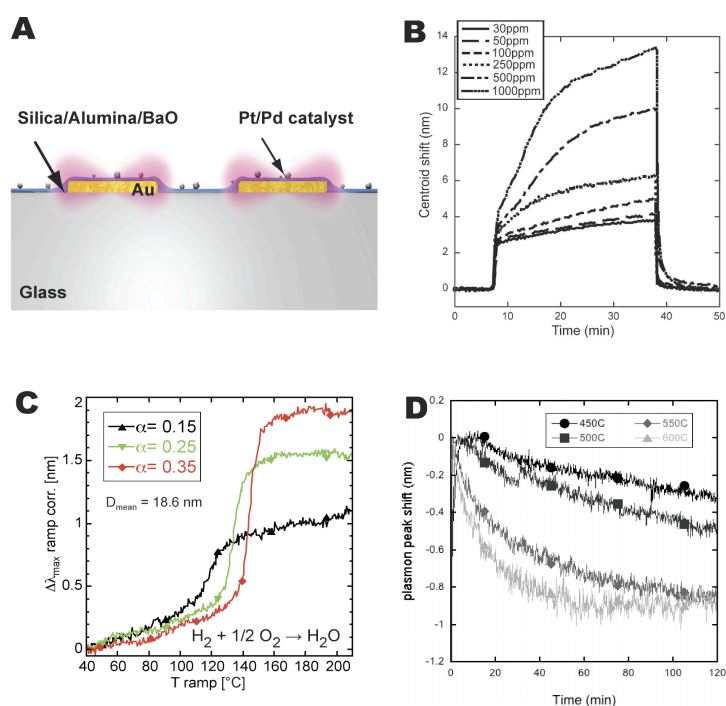 A
Silica/Alumina/BaO
Pt/Pd catalyst
Au
Glass
B
30ppm
50ppm
100ppm
250ppm
500ppm
1000ppm
Centroid shift (nm)
14
12
10
8
6
4
2
0
0 10 20 30 40 50
Time (min)
C
α= 0.15
α= 0.25
α= 0.35
Dmean = 18.6 nm
Δλmax ramp corr. [nm]
2
1.5
1
0.5
0
H2 + 1/2 O2 → H2O
40 60 80 100 120 140 160 180 200
T ramp [°C]
D
450C 550C
500C 600C
plasmon peak shift (nm)
0.2
0
-0.2
-0.4
-0.6
-0.8
-1
-1.2
0 20 40 60 80 100 120
Time (min)